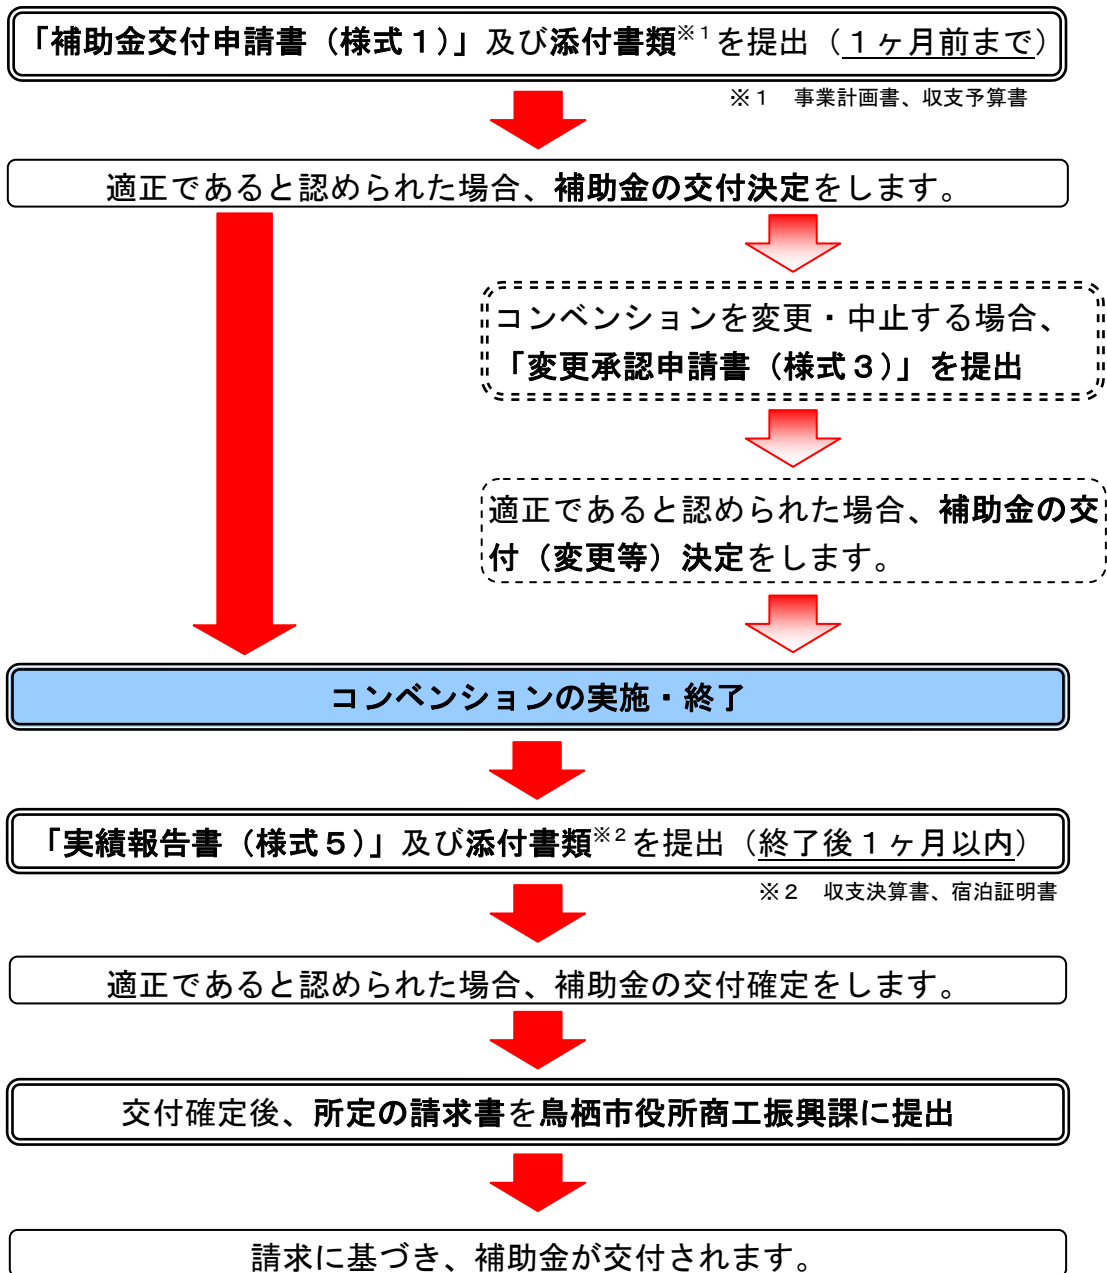 「補助金交付申請書（様式１）」及び添付書類※１を提出（１ヶ月前まで）
※１　事業計画書、収支予算書
適正であると認められた場合、補助金の交付決定をします。
コンベンションを変更・中止する場合、
「変更承認申請書（様式３）」を提出
適正であると認められた場合、補助金の交
付（変更等）決定をします。
コンベンションの実施・終了
「実績報告書（様式５）」及び添付書類※２を提出（終了後１ヶ月以内）
※２　収支決算書、宿泊証明書
適正であると認められた場合、補助金の交付確定をします。
交付確定後、所定の請求書を鳥栖市役所商工振興課に提出
請求に基づき、補助金が交付されます。